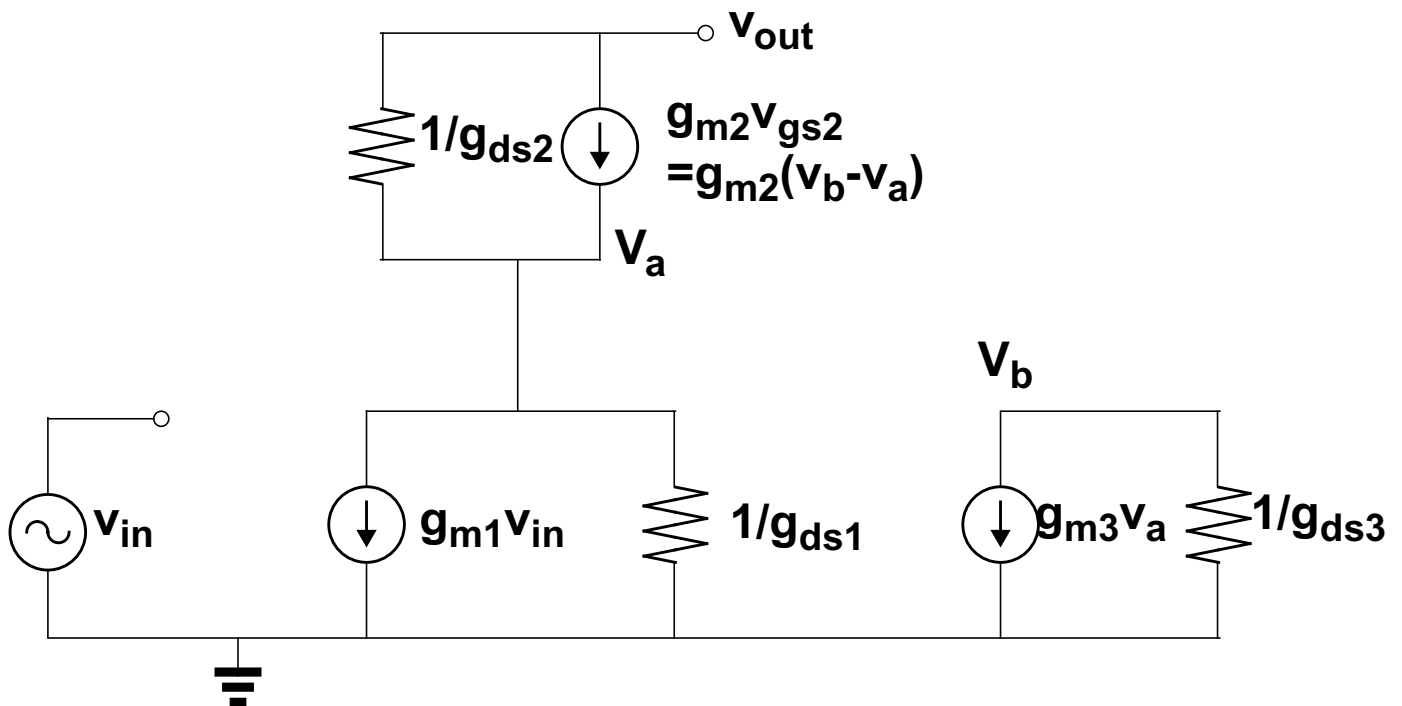 vout
1/gds2
gm2vgs2
=gm2(vb-va)
Va
Vb
vin
gm1vin
1/gds1
gm3va
1/gds3